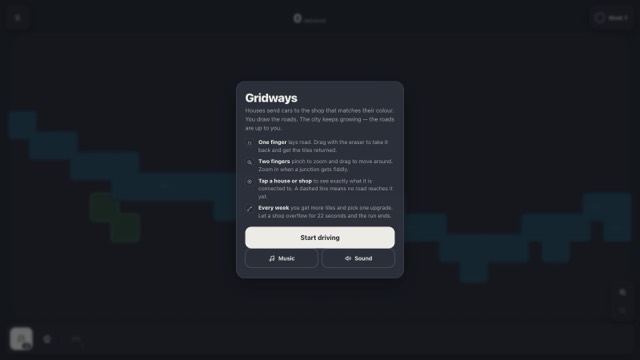 0
Gridways
Houses send cars to the shop that matches their colour.
You draw the roads. The city keeps growing — the roads
are up to you.
One finger lays road. Drag with the eraser to take it
back and get the tiles returned.
Two fingers pinch to zoom and drag to move around.
Zoom in when a junction gets fiddly.
Tap a house or shop to see exactly what it is
connected to. A dashed line means no road reaches it
yet.
Every week you get more tiles and pick one upgrade.
Let a shop overflow for 22 seconds and the run ends.
Start driving
Music
Sound